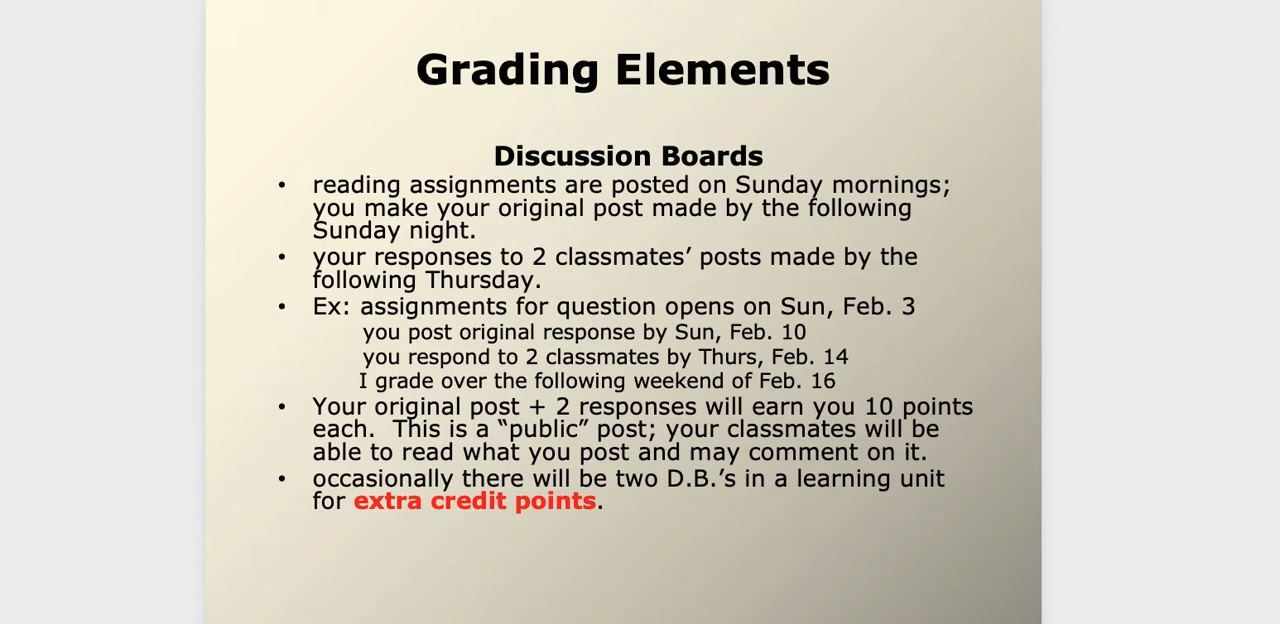 Grading Elements
Discussion Boards
• reading assignments are posted on Sunday mornings;
you make your original post made by the following
Sunday night.
• your responses to 2 classmates’ posts made by the
following Thursday.
• Ex: assignments for question opens on Sun, Feb. 3
you post original response by Sun, Feb. 10
you respond to 2 classmates by Thurs, Feb. 14
I grade over the following weekend of Feb. 16
• Your original post + 2 responses will earn you 10 points
each. This is a “public” post; your classmates will be
able to read what you post and may comment on it.
• occasionally there will be two D.B.’s in a learning unit
for extra credit points.